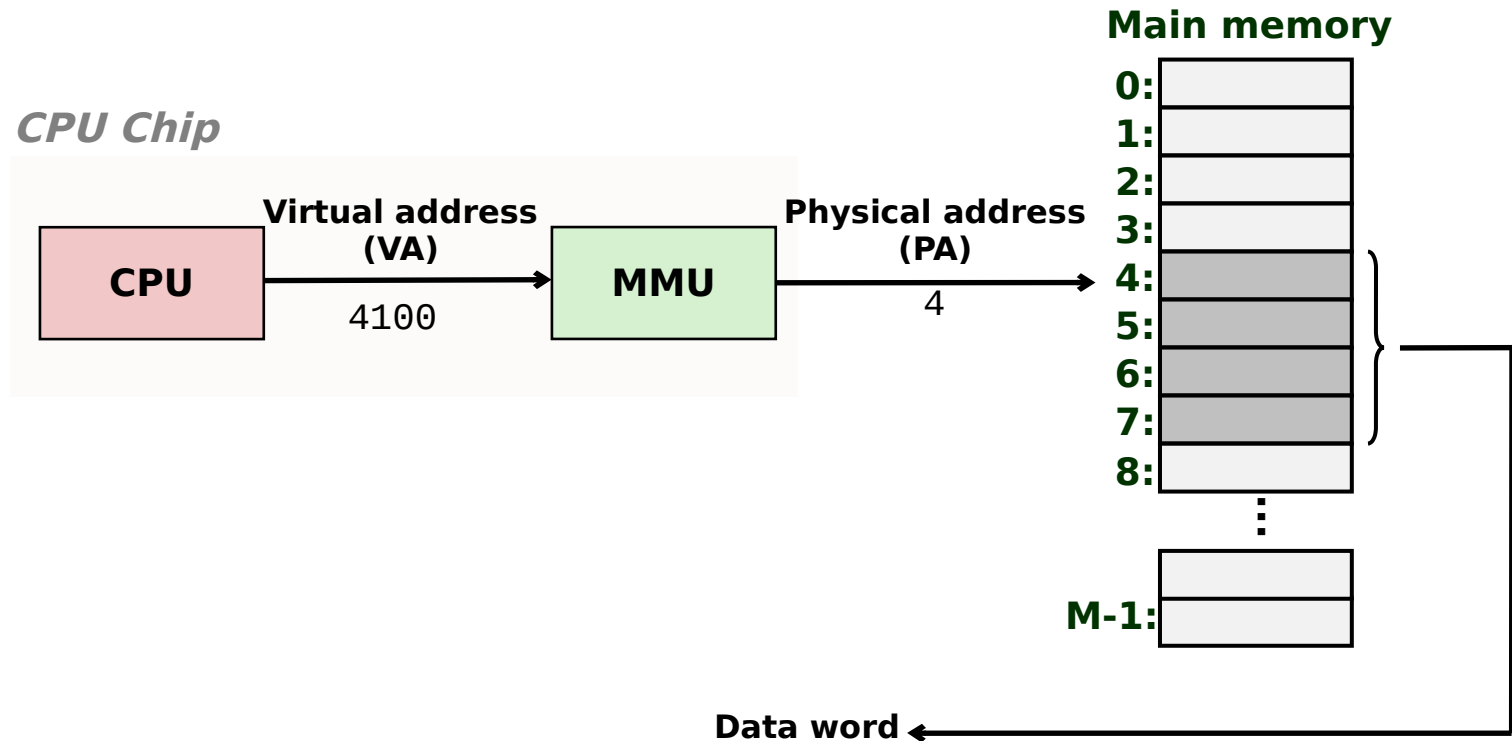 Main memory
0:
1:
2:
3:
4:
5:
6:
7:
8:
M-1:
CPU Chip
CPU
Virtual address
(VA)
4100
MMU
Physical address
(PA)
4
Data word